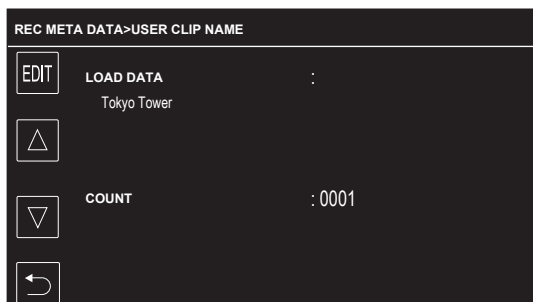 REC META DATA>USER CLIP NAME
EDIT
LOAD DATA :
Tokyo Tower
COUNT : 0001